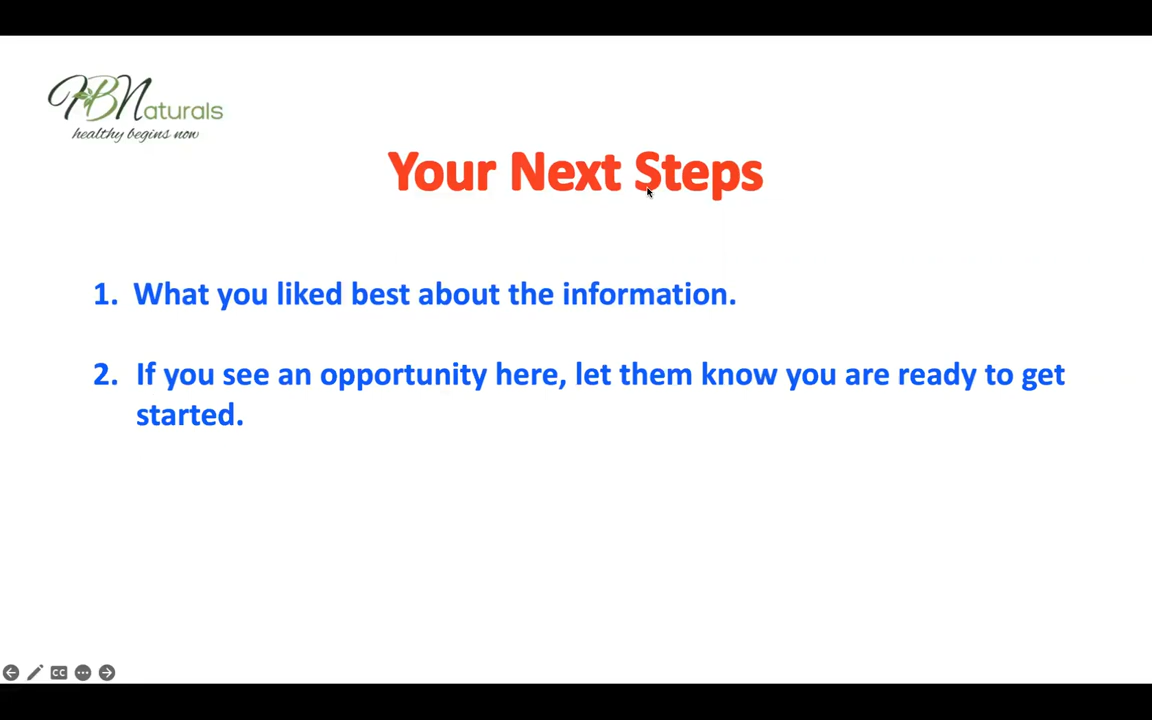 HBNaturals
healthy begins now
Your Next Steps
1. What you liked best about the information.
2. If you see an opportunity here, let them know you are ready to get
started.
CC